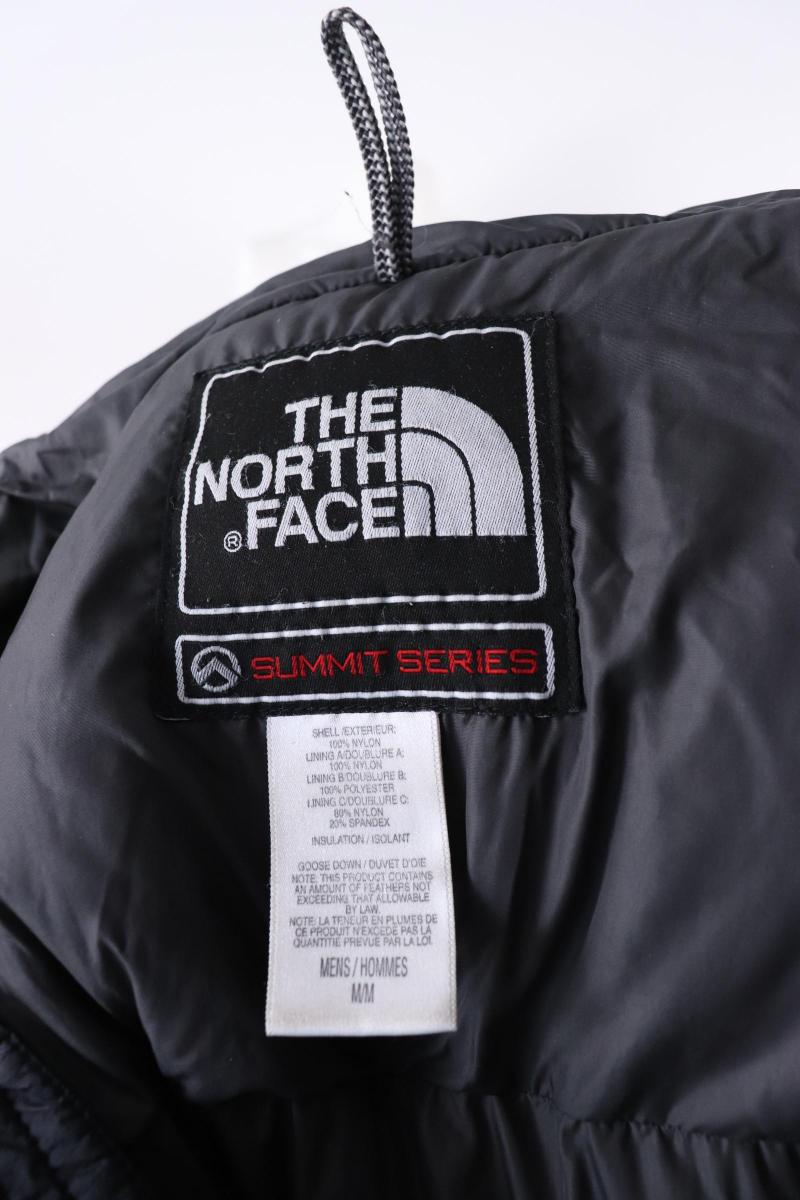 THE
NORTH
® FACE
SUMMIT SERIES
SHELL /EXTERIEUR:
100% NYLON
LINING A/DOUBLURE A:
100% NYLON
LINING B/DOUBLURE B:
100% POLYESTER
LINING C/DOUBLURE C:
80% NYLON
20% SPANDEX
INSULATION / ISOLANT
GOOSE DOWN / DUVET D'OIE
NOTE: THIS PRODUCT CONTAINS
AN AMOUNT OF FEATHERS NOT
EXCEEDING THAT ALLOWABLE
BY LAW.
NOTE: LA TENEUR EN PLUMES DE
CE PRODUIT N'EXCEDE PAS LA
QUANTITIE PREVUE PAR LA LOI.
MENS / HOMMES
M/M